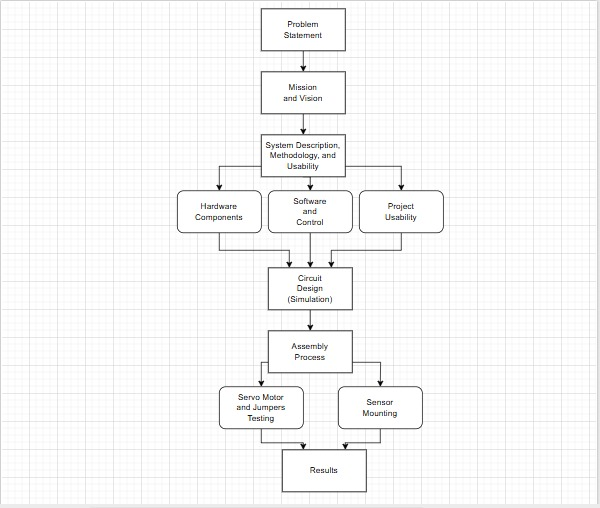 Problem
Statement
Mission
and Vision
System Description,
Methodology, and
Usability
Hardware
Components
Software
and
Control
Project
Usability
Circuit
Design
(Simulation)
Assembly
Process
Servo Motor
and Jumpers
Testing
Sensor
Mounting
Results